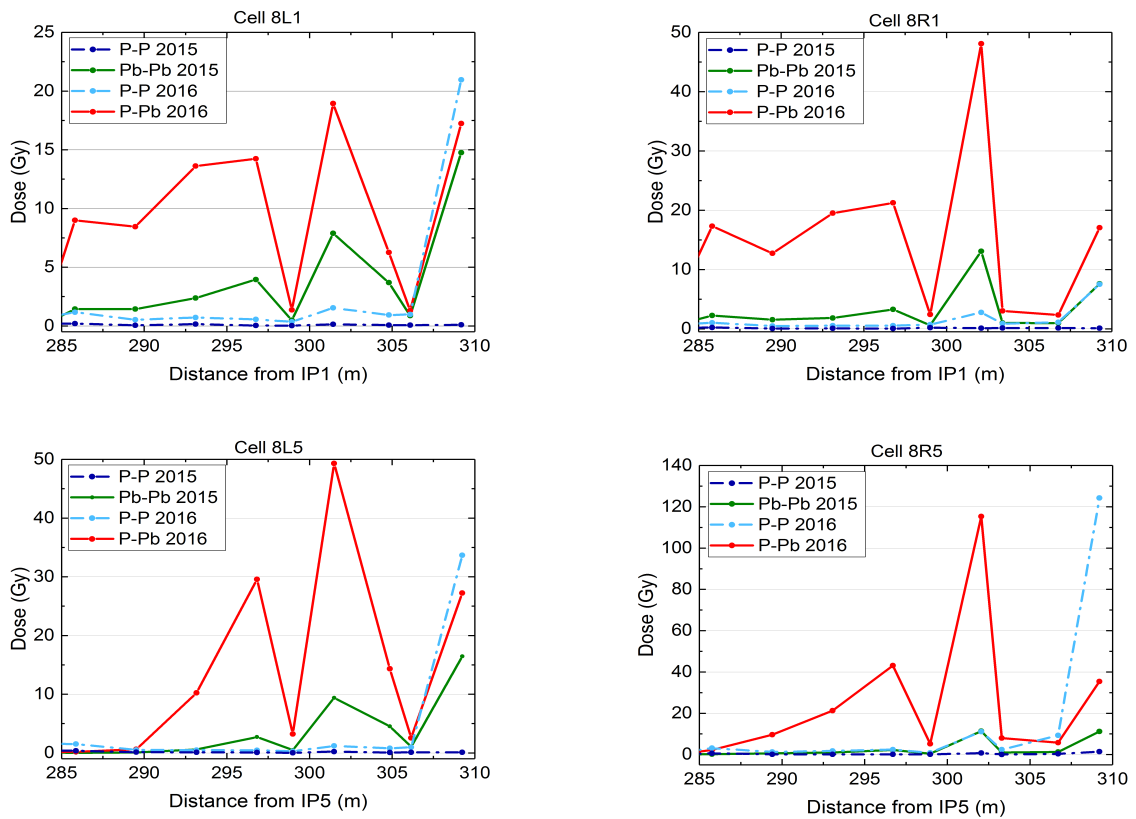 Cell 8L1
25
20
15
10
5
0
Dose (Gy)
P-P 2015
Pb-Pb 2015
P-P 2016
P-Pb 2016
285 290 295 300 305 310
Distance from IP1 (m)
Cell 8R1
50
40
30
20
10
0
Dose (Gy)
P-P 2015
Pb-Pb 2015
P-P 2016
P-Pb 2016
285 290 295 300 305 310
Distance from IP1 (m)
Cell 8L5
50
40
30
20
10
0
Dose (Gy)
P-P 2015
Pb-Pb 2015
P-P 2016
P-Pb 2016
285 290 295 300 305 310
Distance from IP5 (m)
Cell 8R5
140
120
100
80
60
40
20
0
Dose (Gy)
P-P 2015
Pb-Pb 2015
P-P 2016
P-Pb 2016
285 290 295 300 305 310
Distance from IP5 (m)